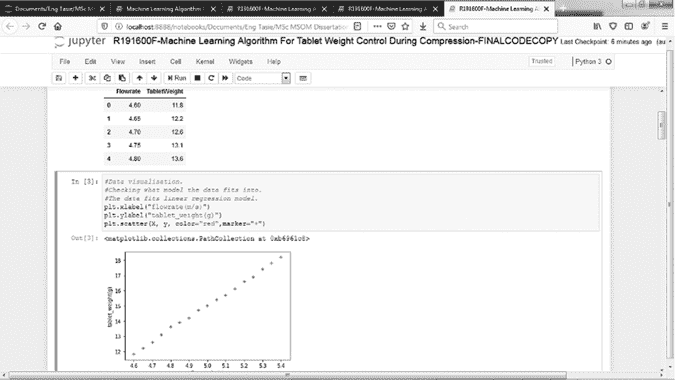 Documents/Eng Tasie/MSc M
Machine Learning Algorithm F
R191600F-Machine Learning A
R191600F-Machine Learning A
R191600F-Machine Learning A
localhost:8888/notebooks/Documents/Eng Tasie/MSc MSOM Dissertation
Search
jupyter R191600F-Machine Learning Algorithm For Tablet Weight Control During Compression-FINALCODECOPY Last Checkpoint: 6 minutes ago
File Edit View Insert Cell Kernel Widgets Help
Trusted Python 3
Run Code
Flowrate TabletWeight
0 4.60 11.8
1 4.65 12.2
2 4.70 12.6
3 4.75 13.1
4 4.80 13.6
In [3]: #Data visualization.
#Checking what model the data fits into.
#The data fits linear regression model.
plt.xlabel("flowrate(m/s)")
plt.ylabel("tablet_weight(g)")
plt.scatter(X, y, color="red",marker="+")
Out[3]: <matplotlib.collections.PathCollection at 0xb6961c8>
tablet_weight(g)
18
17
16
15
14
13
12
4.6 4.7 4.8 4.9 5.0 5.1 5.2 5.3 5.4